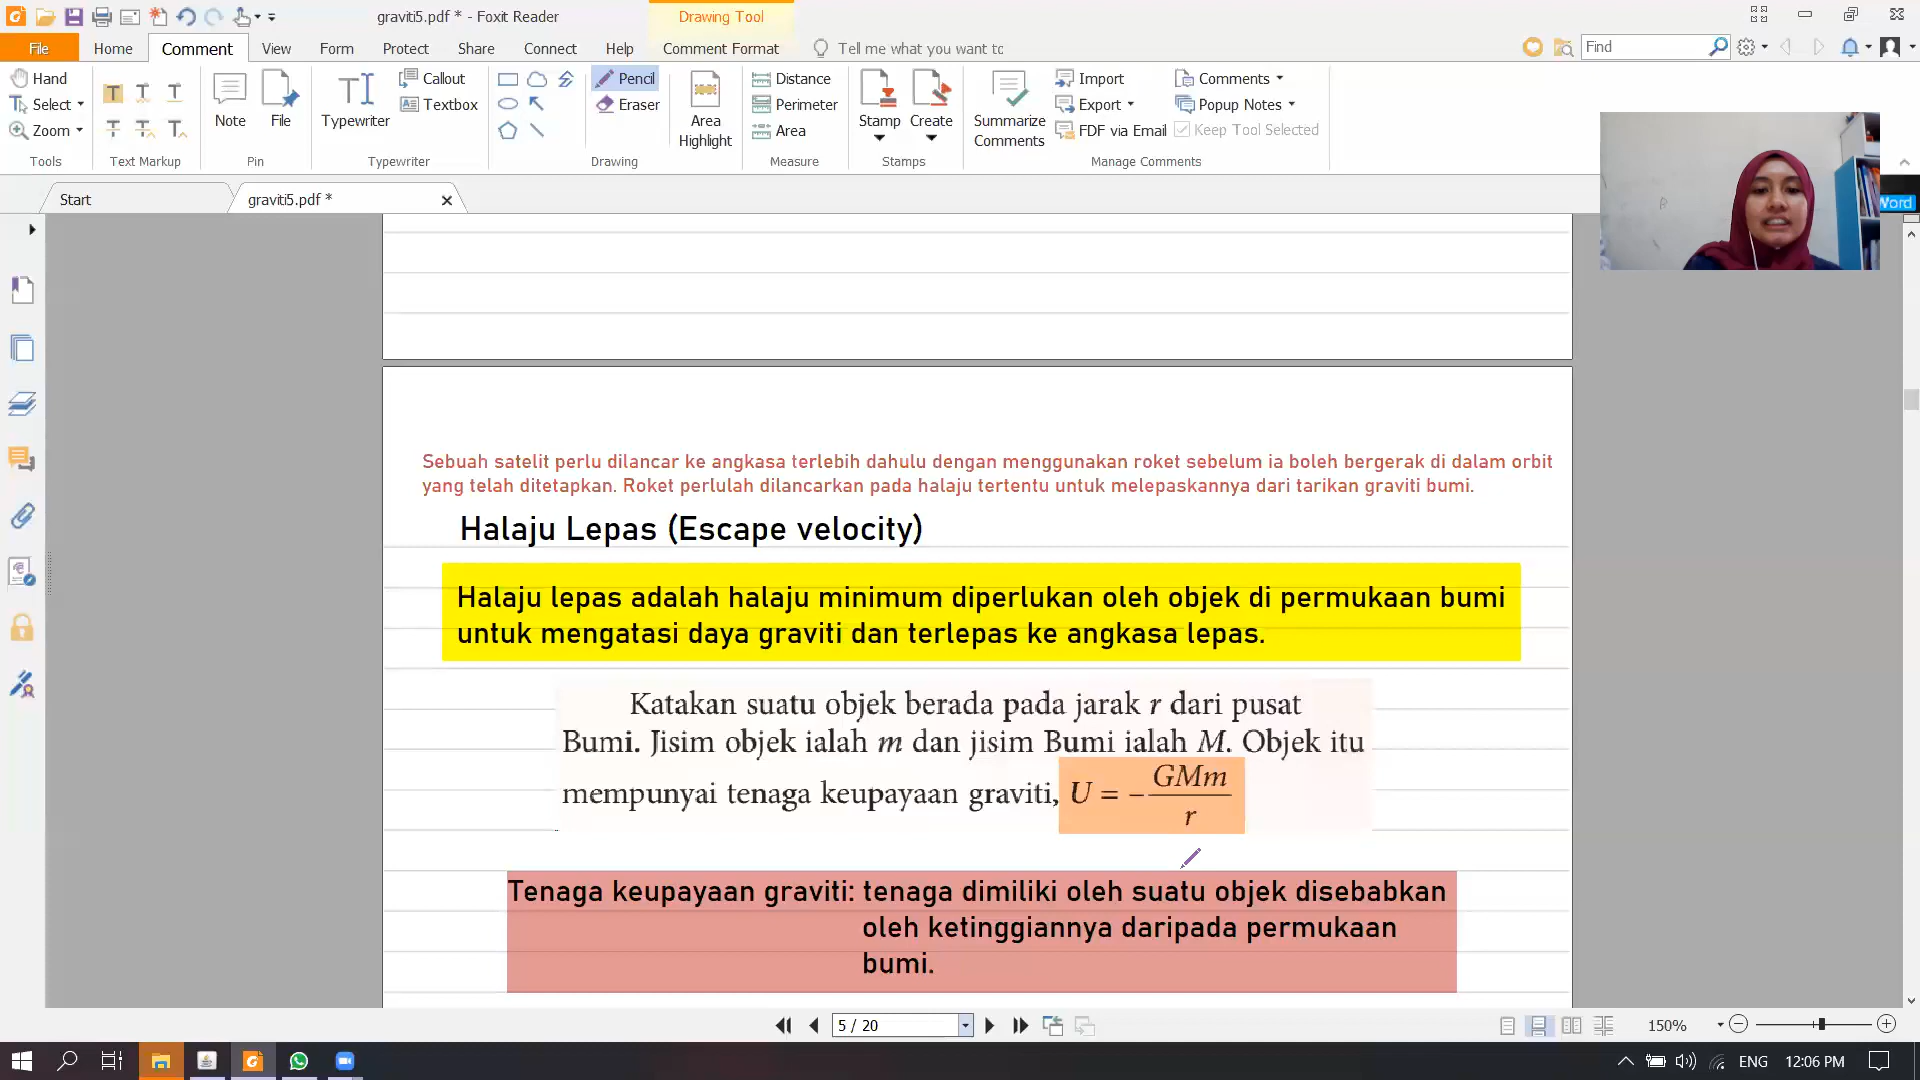 graviti5.pdf * - Foxit Reader
Drawing Tool
File
Home
Comment
View
Form
Protect
Share
Connect
Help
Comment Format
Tell me what you want to
Find
Hand
Select
Zoom
Tools
Text Markup
Note
File
Pin
Typewriter
Callout
Textbox
Typewriter
Pencil
Eraser
Drawing
Area
Highlight
Distance
Perimeter
Area
Measure
Stamp
Create
Stamps
Summarize
Comments
Import
Export
FDF via Email
Comments
Popup Notes
Keep Tool Selected
Manage Comments
Word
Start
graviti5.pdf *
Sebuah satelit perlu dilancar ke angkasa terlebih dahulu dengan menggunakan roket sebelum ia boleh bergerak di dalam orbit
yang telah ditetapkan. Roket perlulah dilancarkan pada halaju tertentu untuk melepaskannya dari tarikan graviti bumi.
Halaju Lepas (Escape velocity)
Halaju lepas adalah halaju minimum diperlukan oleh objek di permukaan bumi
untuk mengatasi daya graviti dan terlepas ke angkasa lepas.
Katakan suatu objek berada pada jarak r dari pusat
Bumi. Jisim objek ialah m dan jisim Bumi ialah M. Objek itu
mempunyai tenaga keupayaan graviti, U = -GMm/r
Tenaga keupayaan graviti: tenaga dimiliki oleh suatu objek disebabkan
oleh ketinggiannya daripada permukaan
bumi.
5 / 20
150%
ENG
12:06 PM